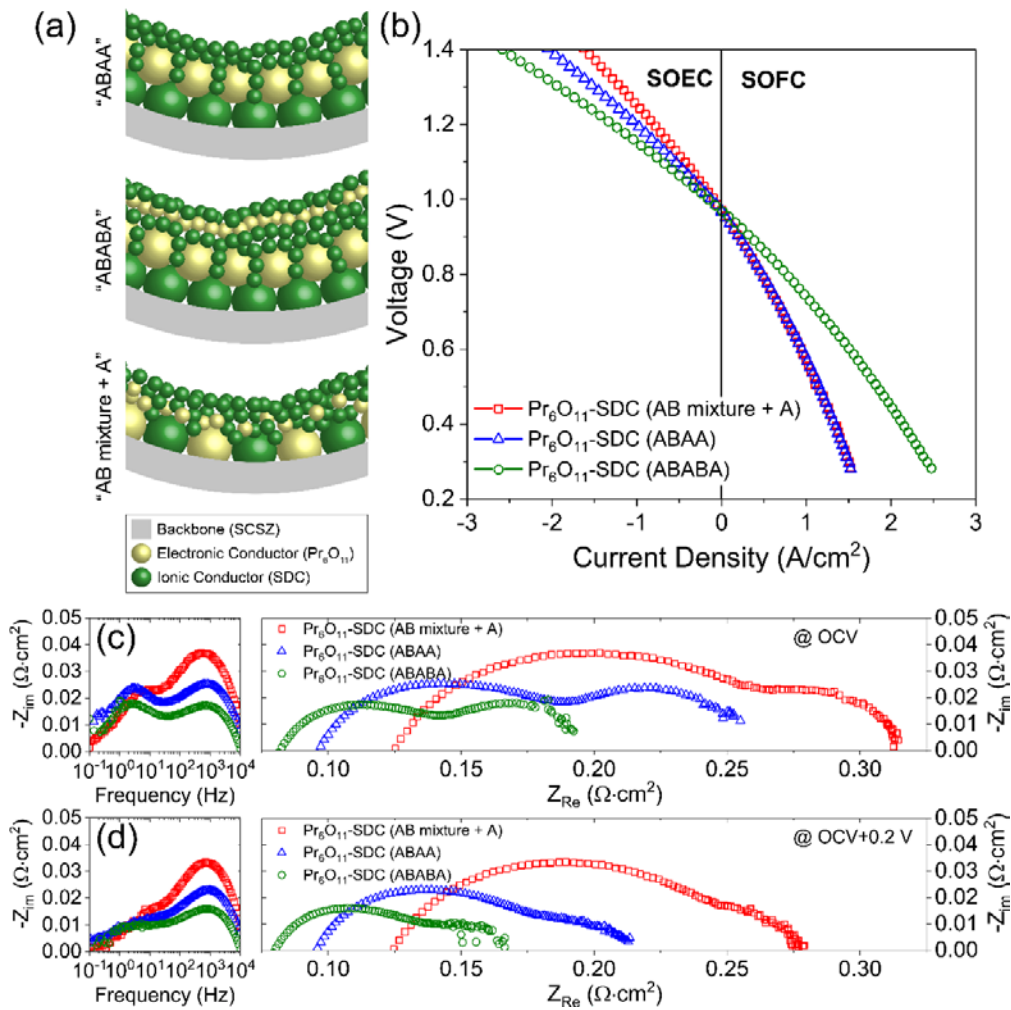 (a)
"ABAA"
"ABABA"
"AB mixture + A"
Backbone (SCSZ)
Electronic Conductor (Pr₆O₁₁)
Ionic Conductor (SDC)
(b)
SOEC
SOFC
Voltage (V)
1.4
1.2
1.0
0.8
0.6
0.4
0.2
Pr₆O₁₁-SDC (AB mixture + A)
Pr₆O₁₁-SDC (ABAA)
Pr₆O₁₁-SDC (ABABA)
-3 -2 -1 0 1 2 3
Current Density (A/cm²)
(c)
-Z_im (Ω·cm²)
0.05
0.04
0.03
0.02
0.01
0.00
10⁻¹ 10⁰ 10¹ 10² 10³ 10⁴
Frequency (Hz)
Pr₆O₁₁-SDC (AB mixture + A)
Pr₆O₁₁-SDC (ABAA)
Pr₆O₁₁-SDC (ABABA)
@ OCV
0.10 0.15 0.20 0.25 0.30
Z_Re (Ω·cm²)
0.05
0.04
0.03
0.02
0.01
0.00
-Z_im (Ω·cm²)
(d)
-Z_im (Ω·cm²)
0.05
0.04
0.03
0.02
0.01
0.00
10⁻¹ 10⁰ 10¹ 10² 10³ 10⁴
Frequency (Hz)
Pr₆O₁₁-SDC (AB mixture + A)
Pr₆O₁₁-SDC (ABAA)
Pr₆O₁₁-SDC (ABABA)
@ OCV+0.2 V
0.10 0.15 0.20 0.25 0.30
Z_Re (Ω·cm²)
0.05
0.04
0.03
0.02
0.01
0.00
-Z_im (Ω·cm²)